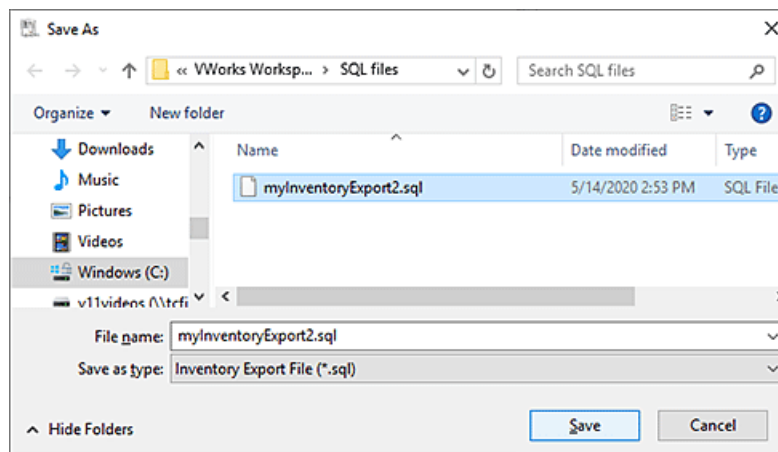 Save As
« VWorks Worksp... › SQL files
Search SQL files
Organize
New folder
?
Downloads
Music
Pictures
Videos
Windows (C:)
v11videos (\\tcfi
Name
Date modified
Type
myInventoryExport2.sql
5/14/2020 2:53 PM
SQL File
File name: myInventoryExport2.sql
Save as type: Inventory Export File (*.sql)
Hide Folders
Save
Cancel